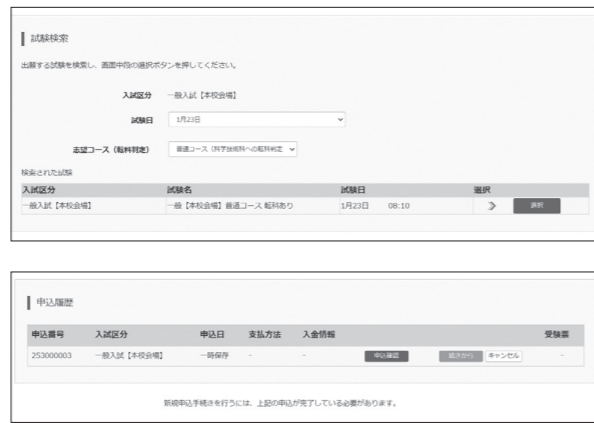 試験検索
出願する試験を検索し、画面中段の選択ボタンを押してください。
入試区分 一般入試【本校会場】
試験日 1月23日
志望コース（転科判定） 普通コース（科学技術科への転科判定
検索された試験
入試区分 試験名 試験日 選択
一般入試【本校会場】 一般【本校会場】普通コース 転科あり 1月23日 08:10 選択
申込履歴
申込番号 入試区分 申込日 支払方法 入金情報 受験票
253000003 一般入試【本校会場】 一時保存 - - 申込確認 続きから キャンセル -
新規申込手続きを行うには、上記の申込が完了している必要があります。